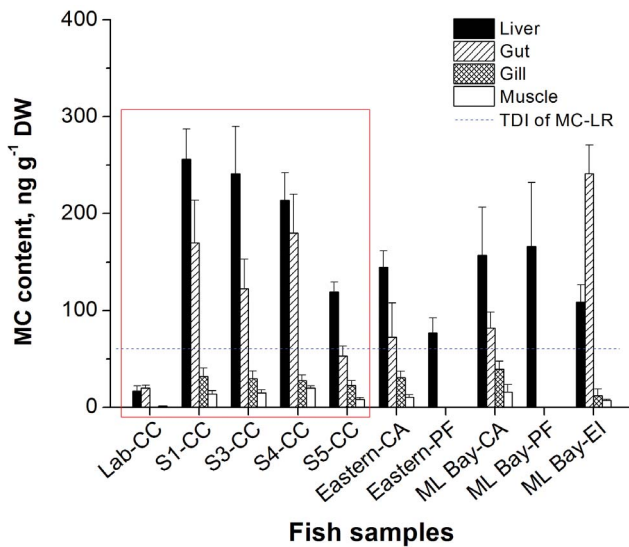 400
300
200
100
0
MC content, ng g⁻¹ DW
Liver
Gut
Gill
Muscle
TDI of MC-LR
Lab-CC
S1-CC
S3-CC
S4-CC
S5-CC
Eastern-CA
Eastern-PF
ML Bay-CA
ML Bay-PF
ML Bay-EI
Fish samples